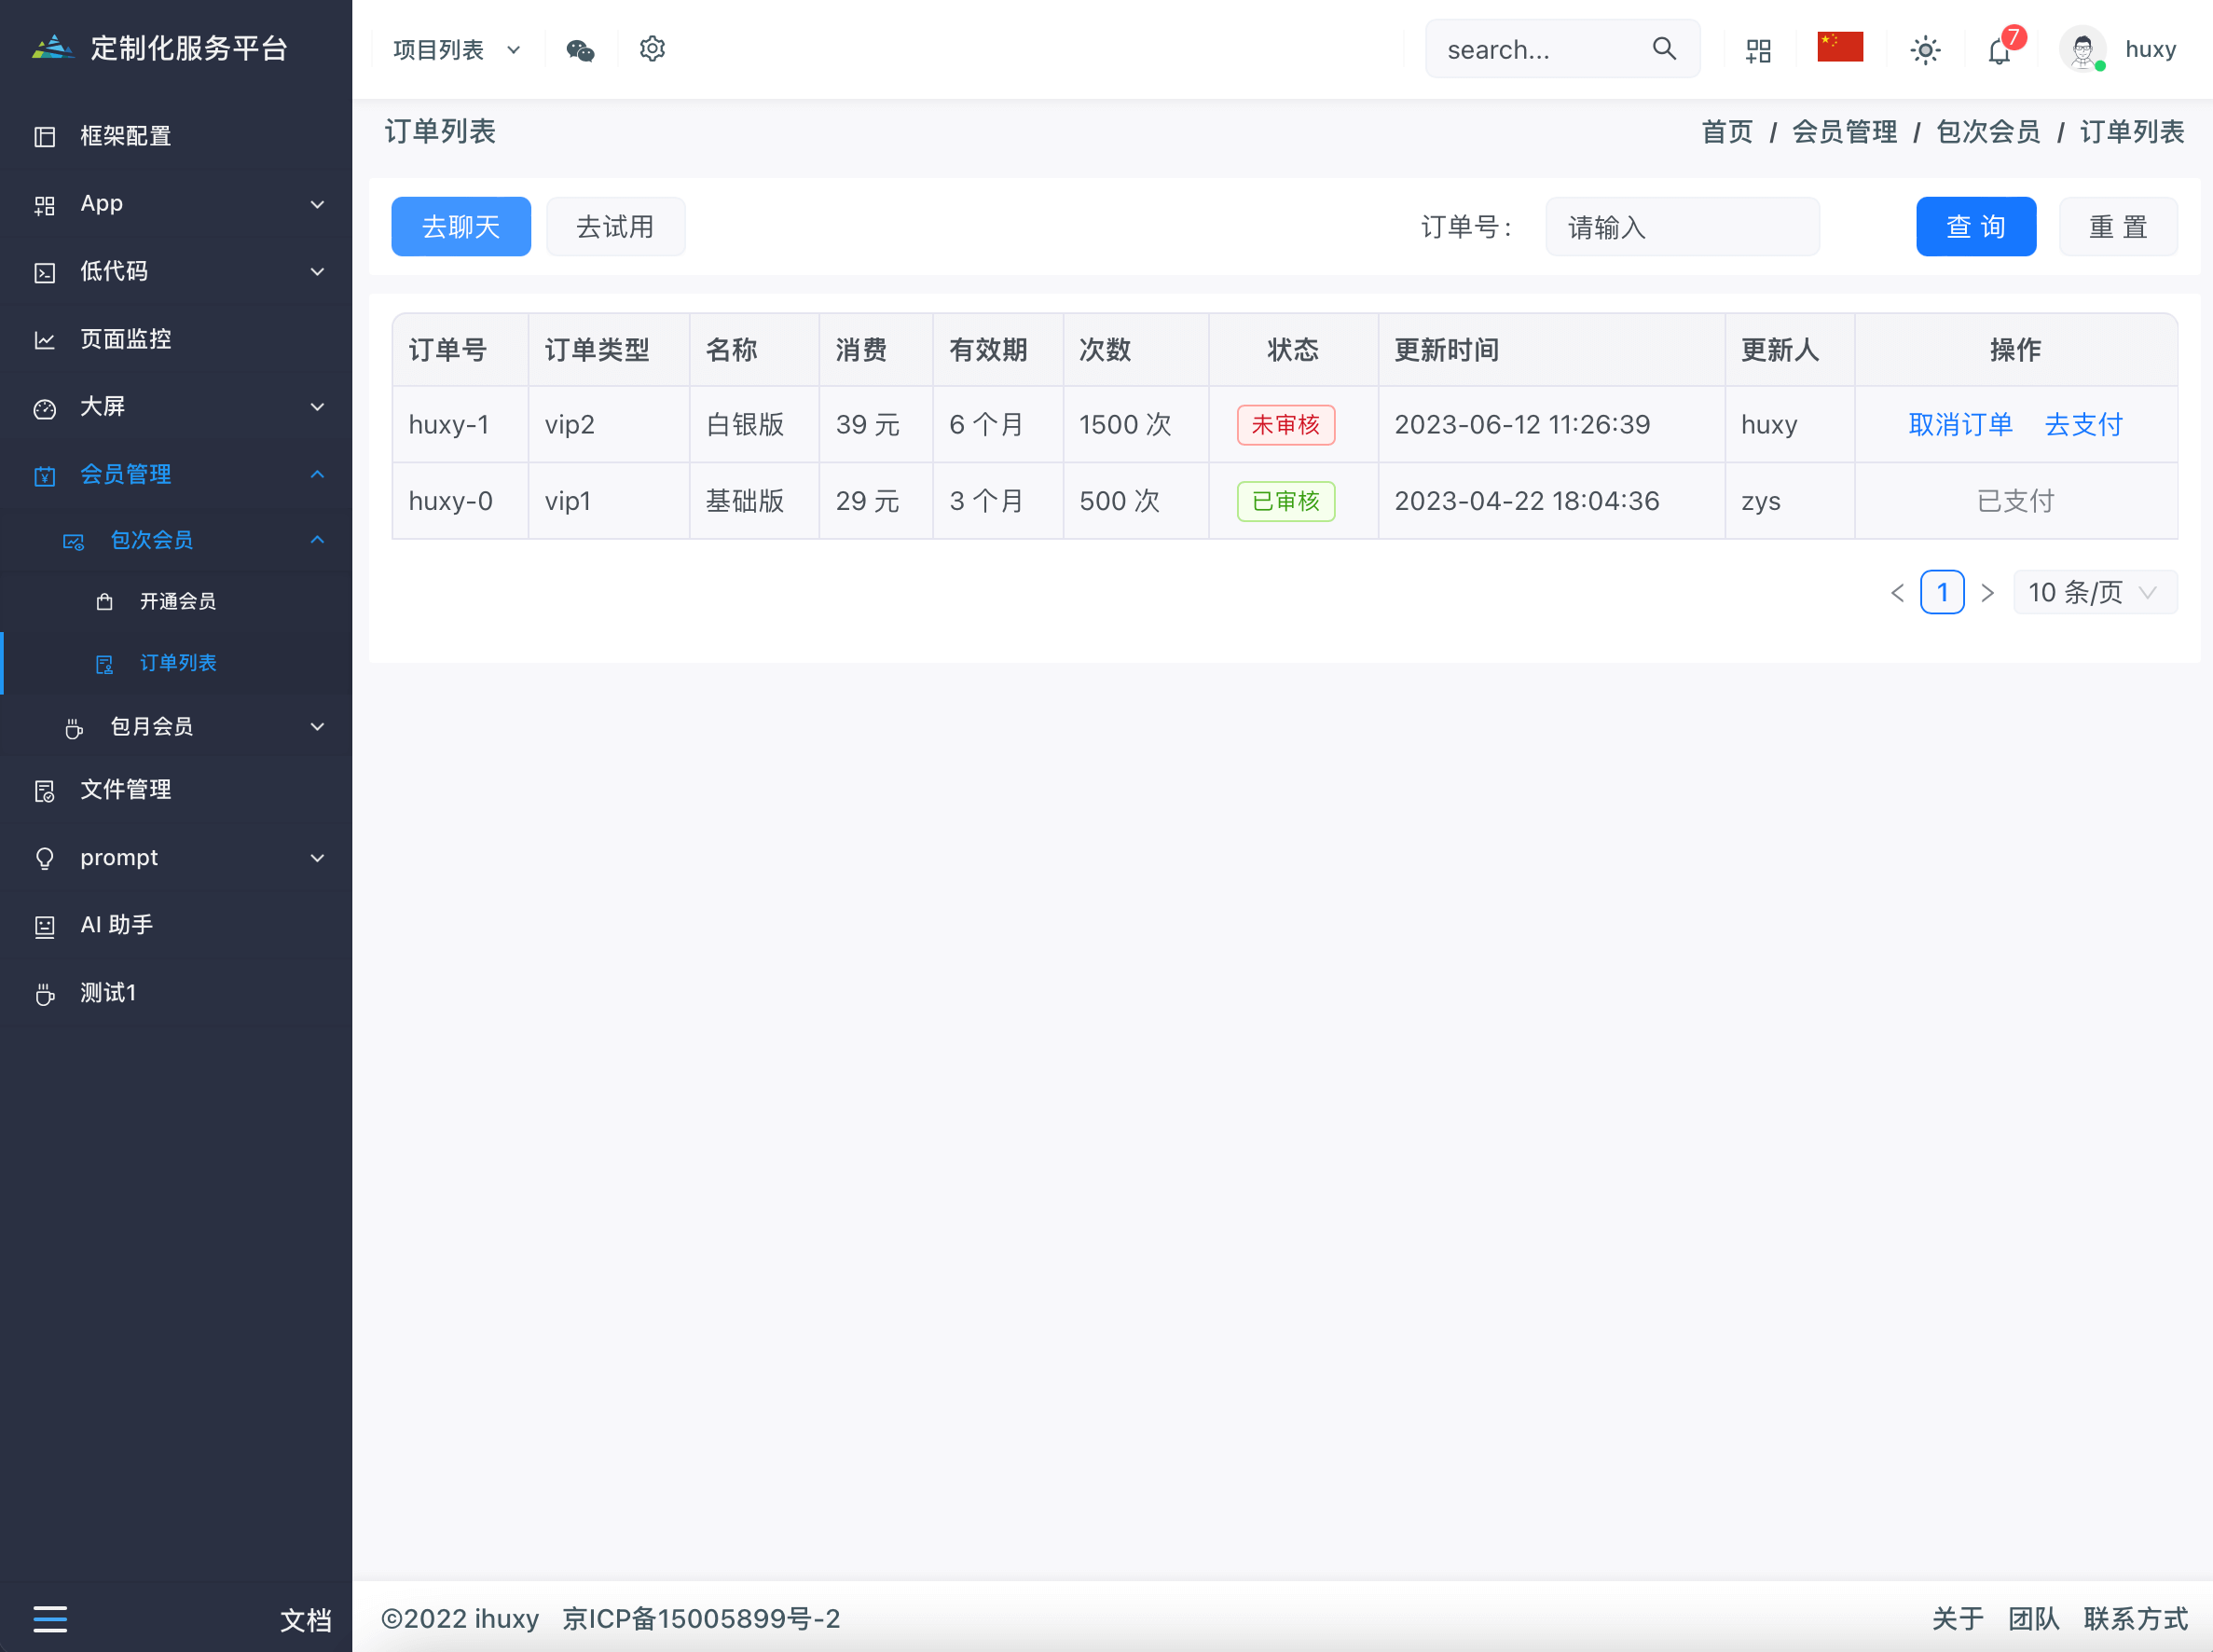 定制化服务平台
项目列表
search...
7
huxy
框架配置
App
低代码
页面监控
大屏
会员管理
包次会员
开通会员
订单列表
包月会员
文件管理
prompt
AI 助手
测试1
文档
订单列表
首页 / 会员管理 / 包次会员 / 订单列表
去聊天 去试用 订单号: 请输入 查 询 重 置
订单号 订单类型 名称 消费 有效期 次数 状态 更新时间 更新人 操作
huxy-1 vip2 白银版 39 元 6 个月 1500 次 未审核 2023-06-12 11:26:39 huxy 取消订单 去支付
huxy-0 vip1 基础版 29 元 3 个月 500 次 已审核 2023-04-22 18:04:36 zys 已支付
1 10 条/页
©2022 ihuxy 京ICP备15005899号-2
关于 团队 联系方式